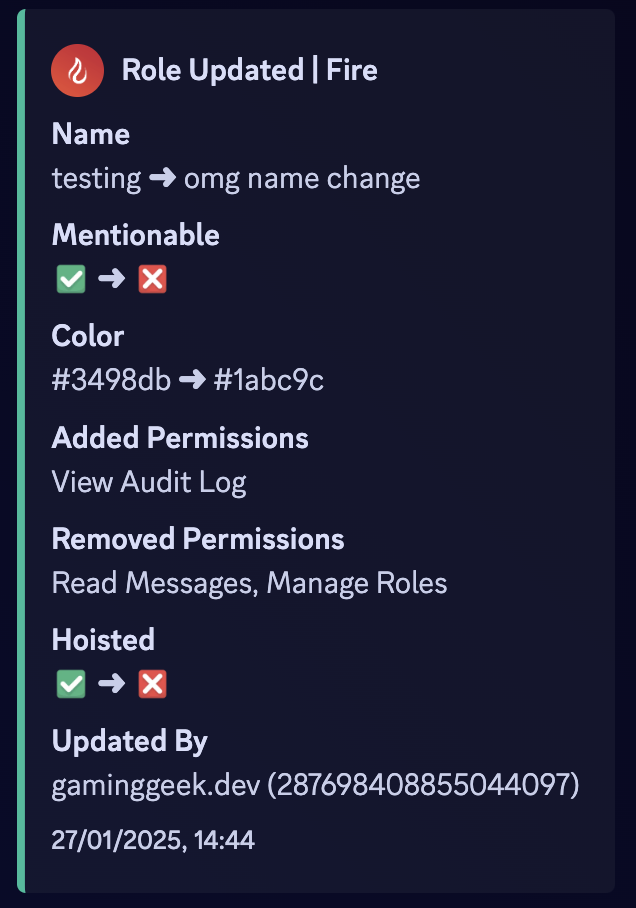 Role Updated | Fire
Name
testing ➜ omg name change
Mentionable
✅ ➜ ❎
Color
#3498db ➜ #1abc9c
Added Permissions
View Audit Log
Removed Permissions
Read Messages, Manage Roles
Hoisted
✅ ➜ ❎
Updated By
gaminggeek.dev (287698408855044097)
27/01/2025, 14:44